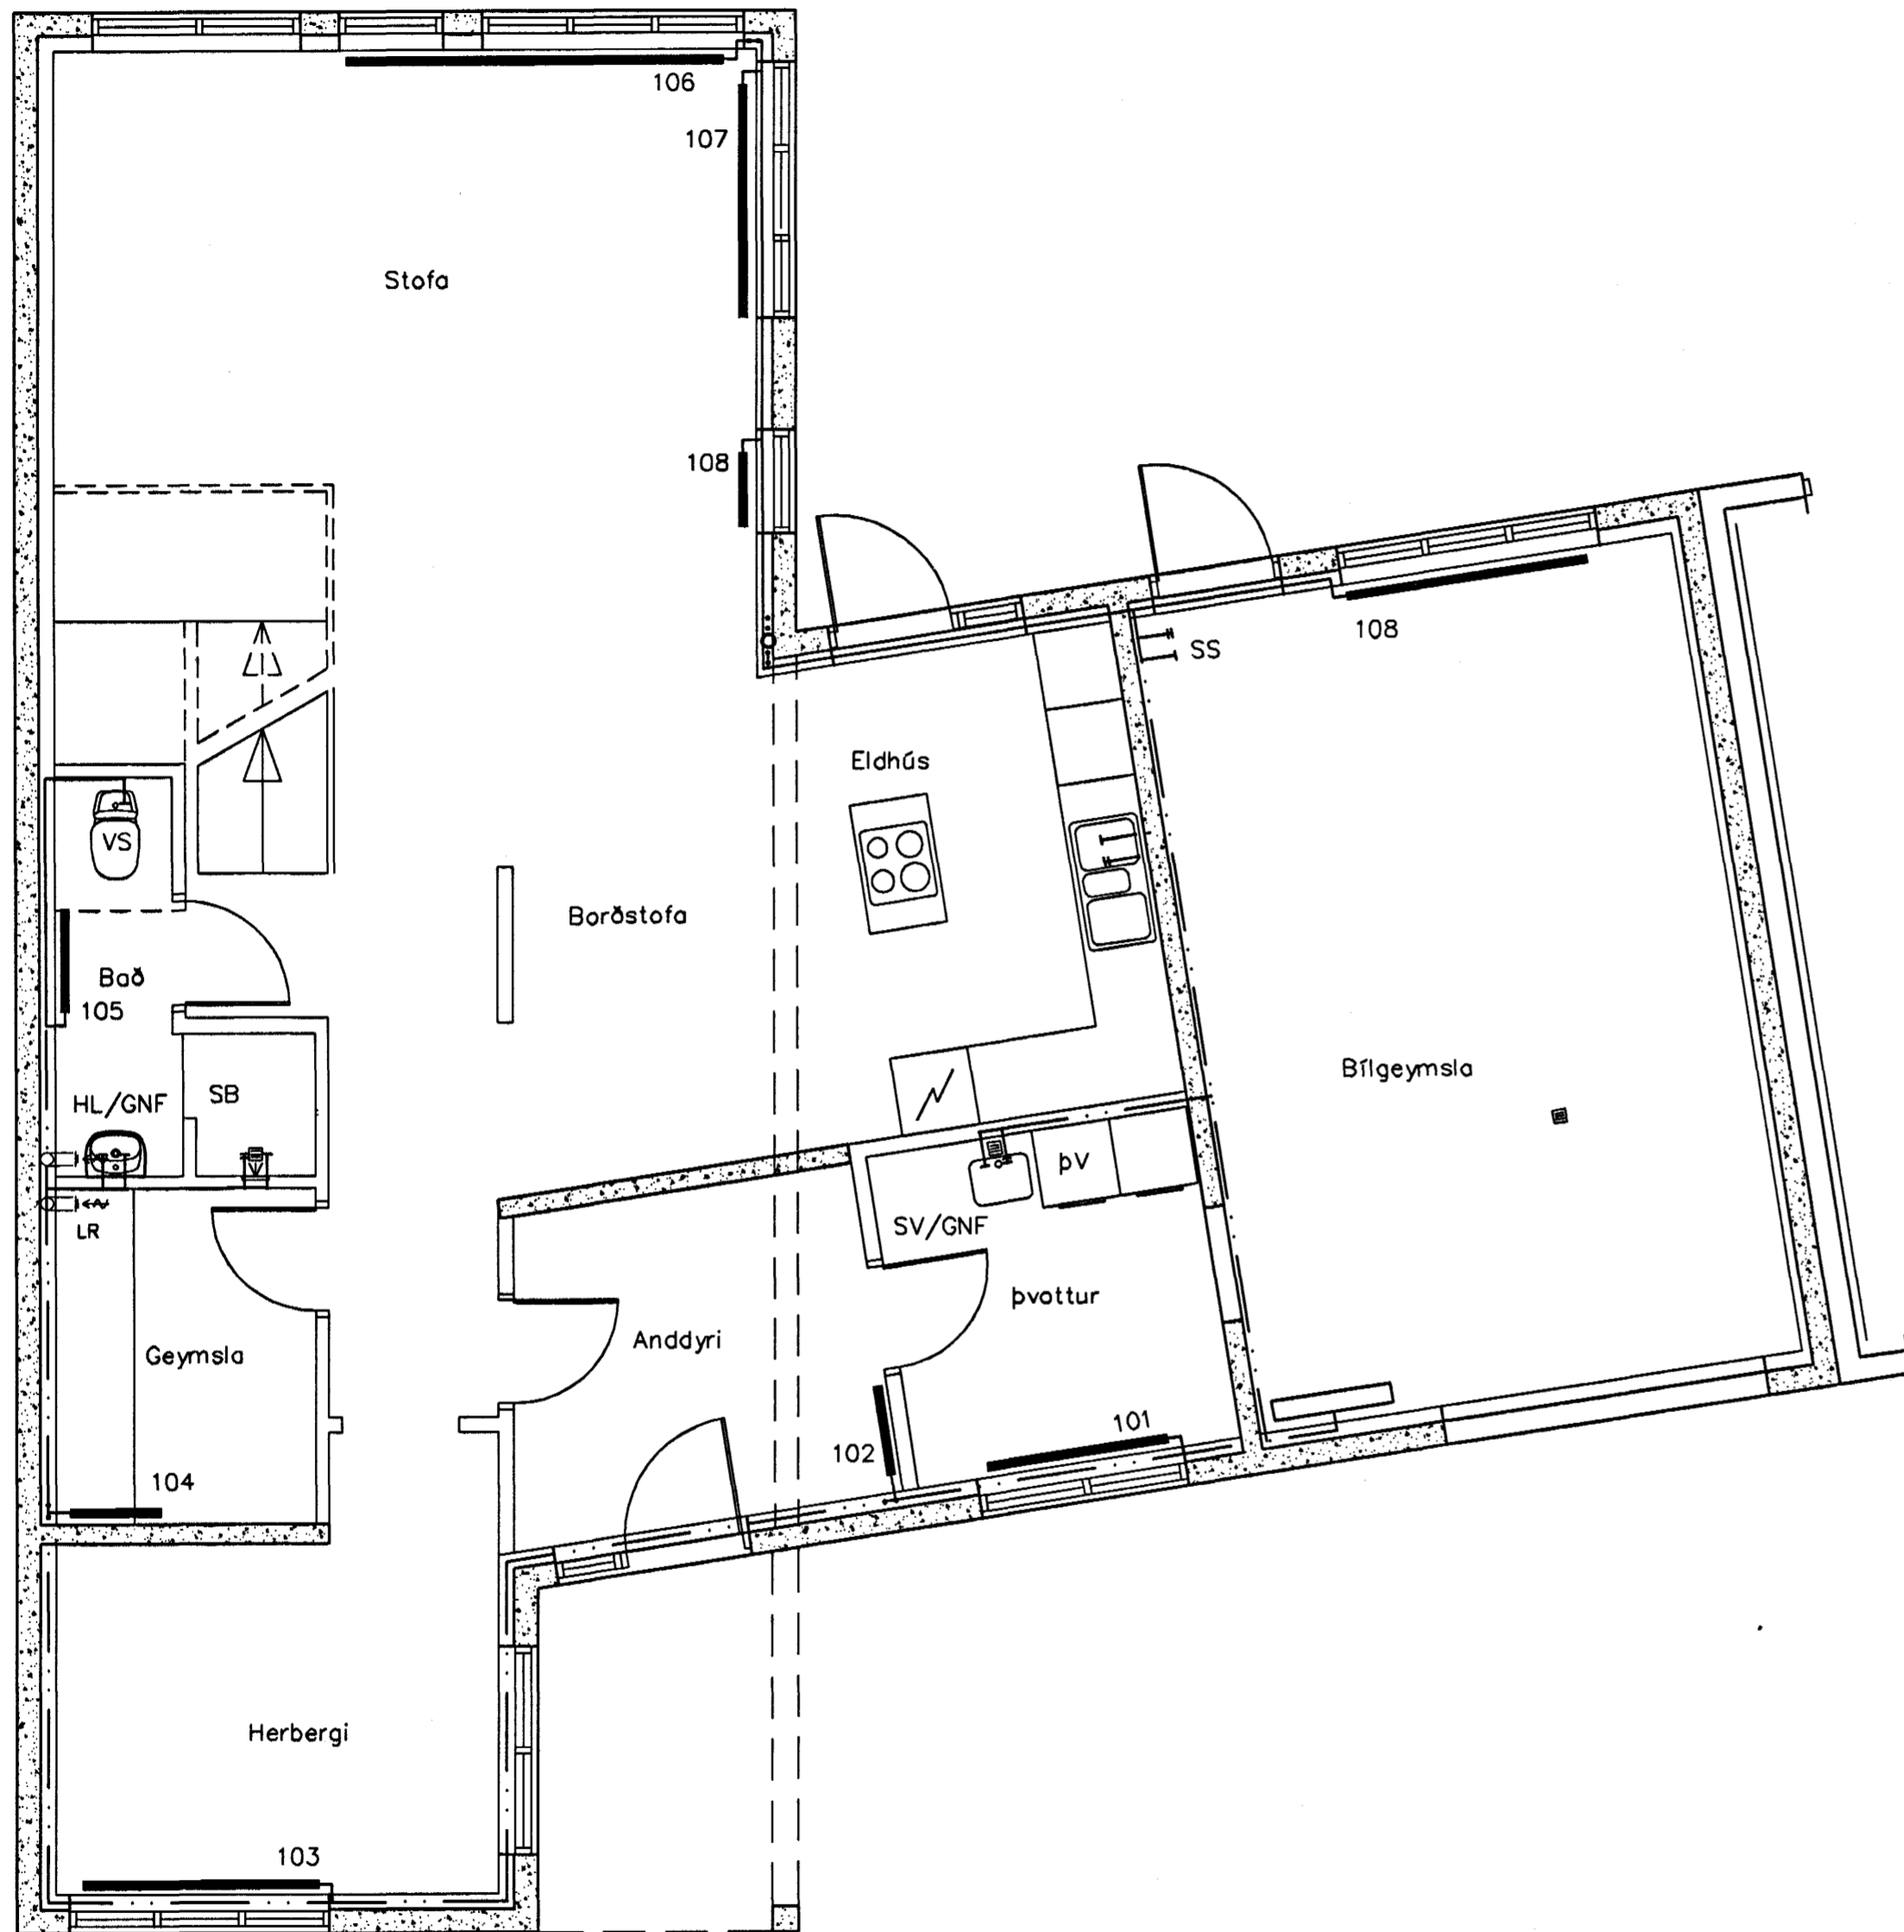 106
107
Stofa
108
108
SS
Eldhús
VS
Borðstofa
Bað
105
Bílgeymsla
SB
HL/GNF
þV
SV/GNF
LR
þvottur
Anddyri
Geymsla
101
102
104
Herbergi
103